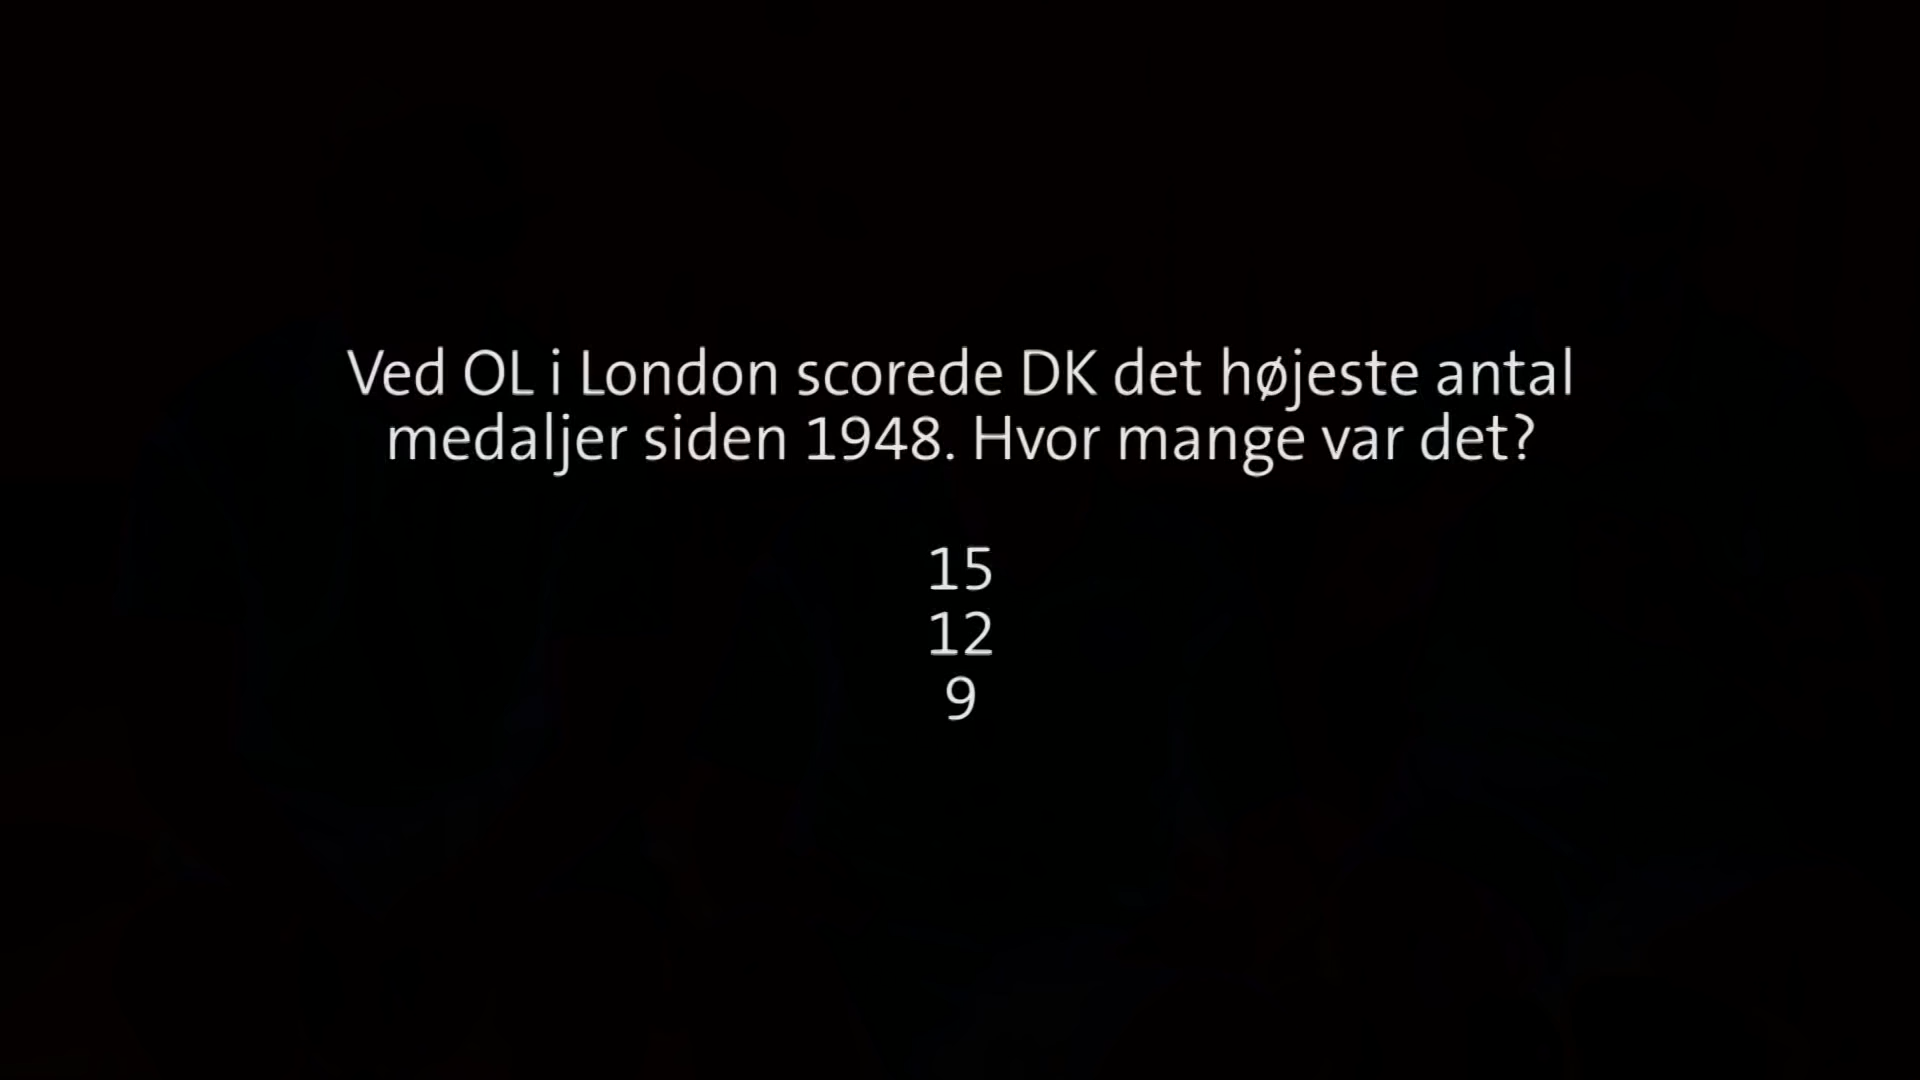 Ved OL i London scorede DK det højeste antal
medaljer siden 1948. Hvor mange var det?
15
12
9